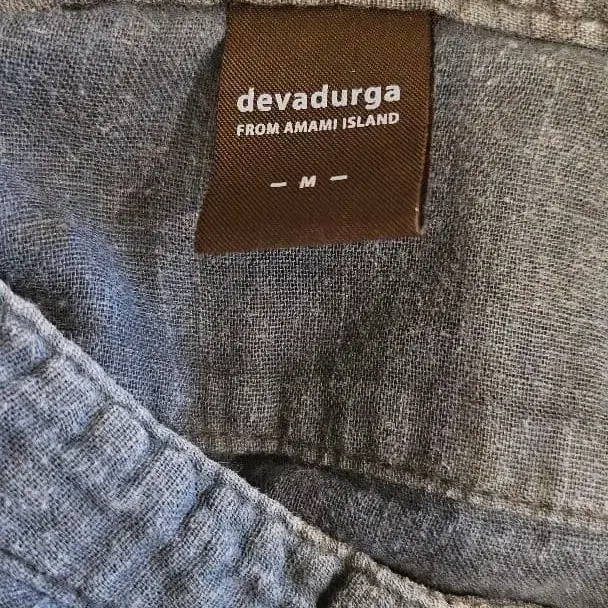 devadurga
FROM AMAMI ISLAND
– M –